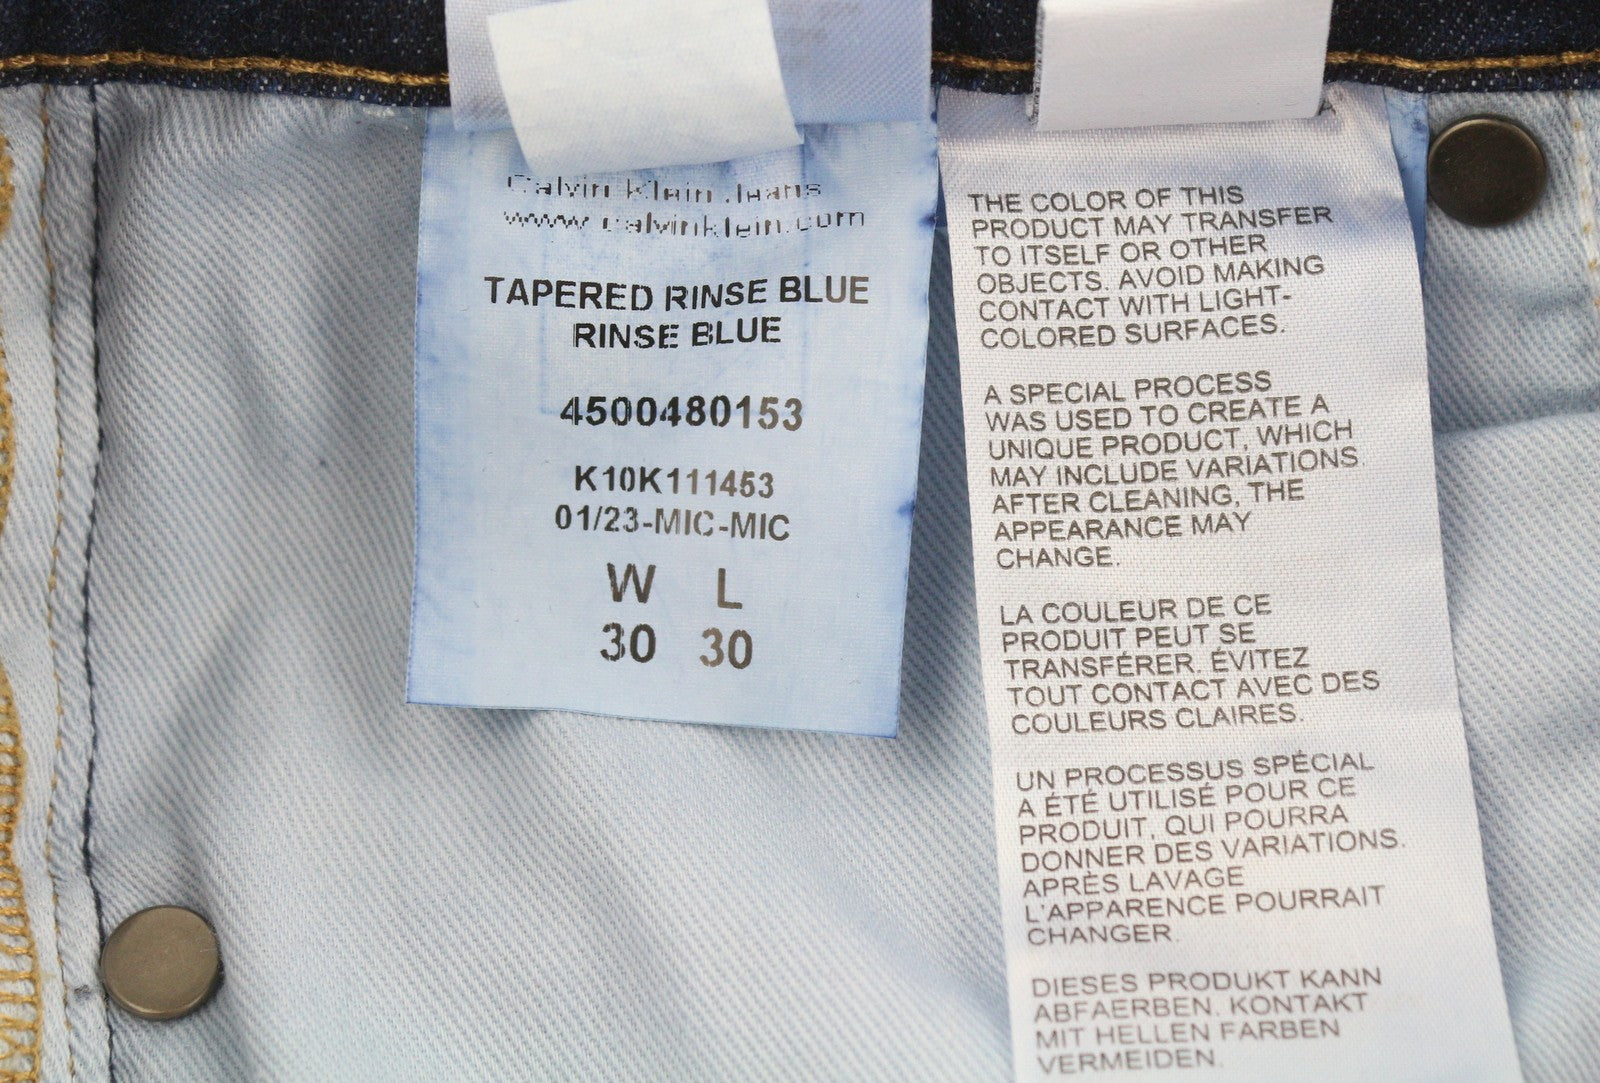 Calvin Klein Jeans
www.calvinklein.com
TAPERED RINSE BLUE
RINSE BLUE
4500480153
K10K111453
01/23-MIC-MIC
W L
30 30
THE COLOR OF THIS
PRODUCT MAY TRANSFER
TO ITSELF OR OTHER
OBJECTS. AVOID MAKING
CONTACT WITH LIGHT-
COLORED SURFACES.
A SPECIAL PROCESS
WAS USED TO CREATE A
UNIQUE PRODUCT, WHICH
MAY INCLUDE VARIATIONS.
AFTER CLEANING, THE
APPEARANCE MAY
CHANGE.
LA COULEUR DE CE
PRODUIT PEUT SE
TRANSFÉRER. ÉVITEZ
TOUT CONTACT AVEC DES
COULEURS CLAIRES.
UN PROCESSUS SPÉCIAL
A ÉTÉ UTILISÉ POUR CE
PRODUIT, QUI POURRA
DONNER DES VARIATIONS.
APRÈS LAVAGE
L'APPARENCE POURRAIT
CHANGER.
DIESES PRODUKT KANN
ABFAERBEN. KONTAKT
MIT HELLEN FARBEN
VERMEIDEN.